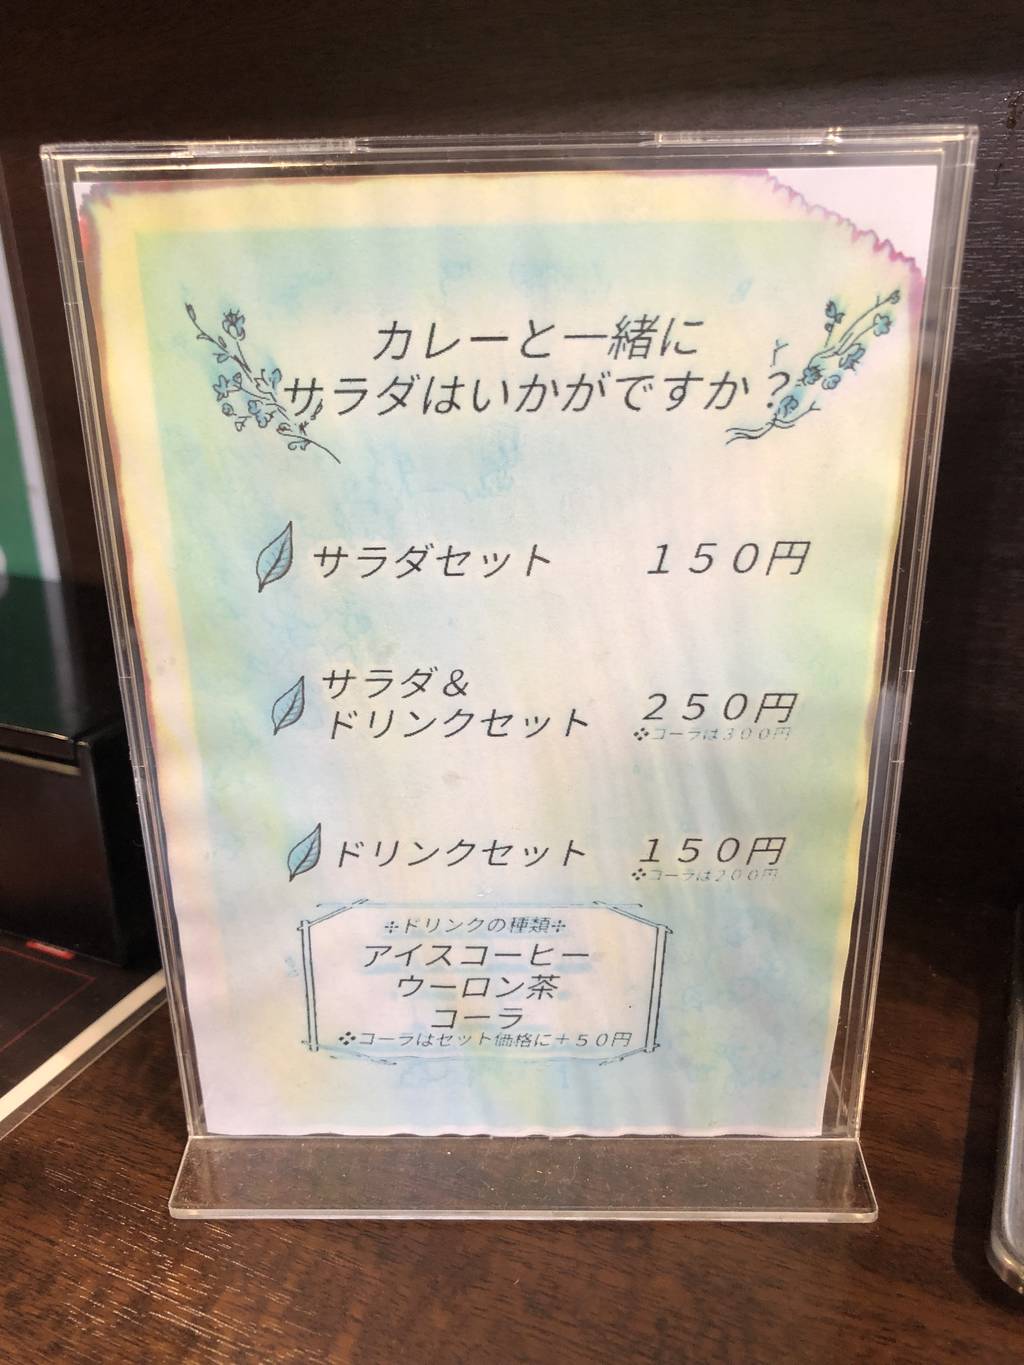 カレーと一緒に
サラダはいかがですか？
サラダセット　１５０円
サラダ＆
ドリンクセット　２５０円
❖コーラは３００円
ドリンクセット　１５０円
❖コーラは２００円
✣ドリンクの種類✣
アイスコーヒー
ウーロン茶
コーラ
❖コーラはセット価格に＋５０円